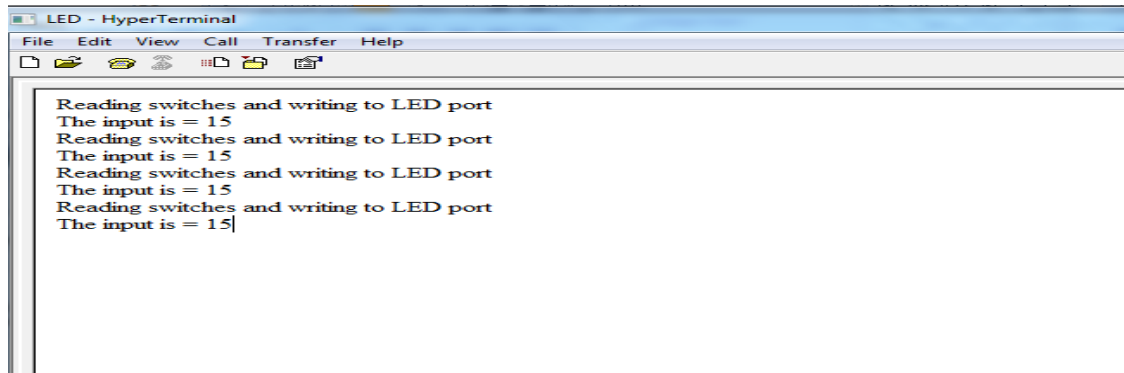 LED - HyperTerminal
File Edit View Call Transfer Help
Reading switches and writing to LED port
The input is = 15
Reading switches and writing to LED port
The input is = 15
Reading switches and writing to LED port
The input is = 15
Reading switches and writing to LED port
The input is = 15